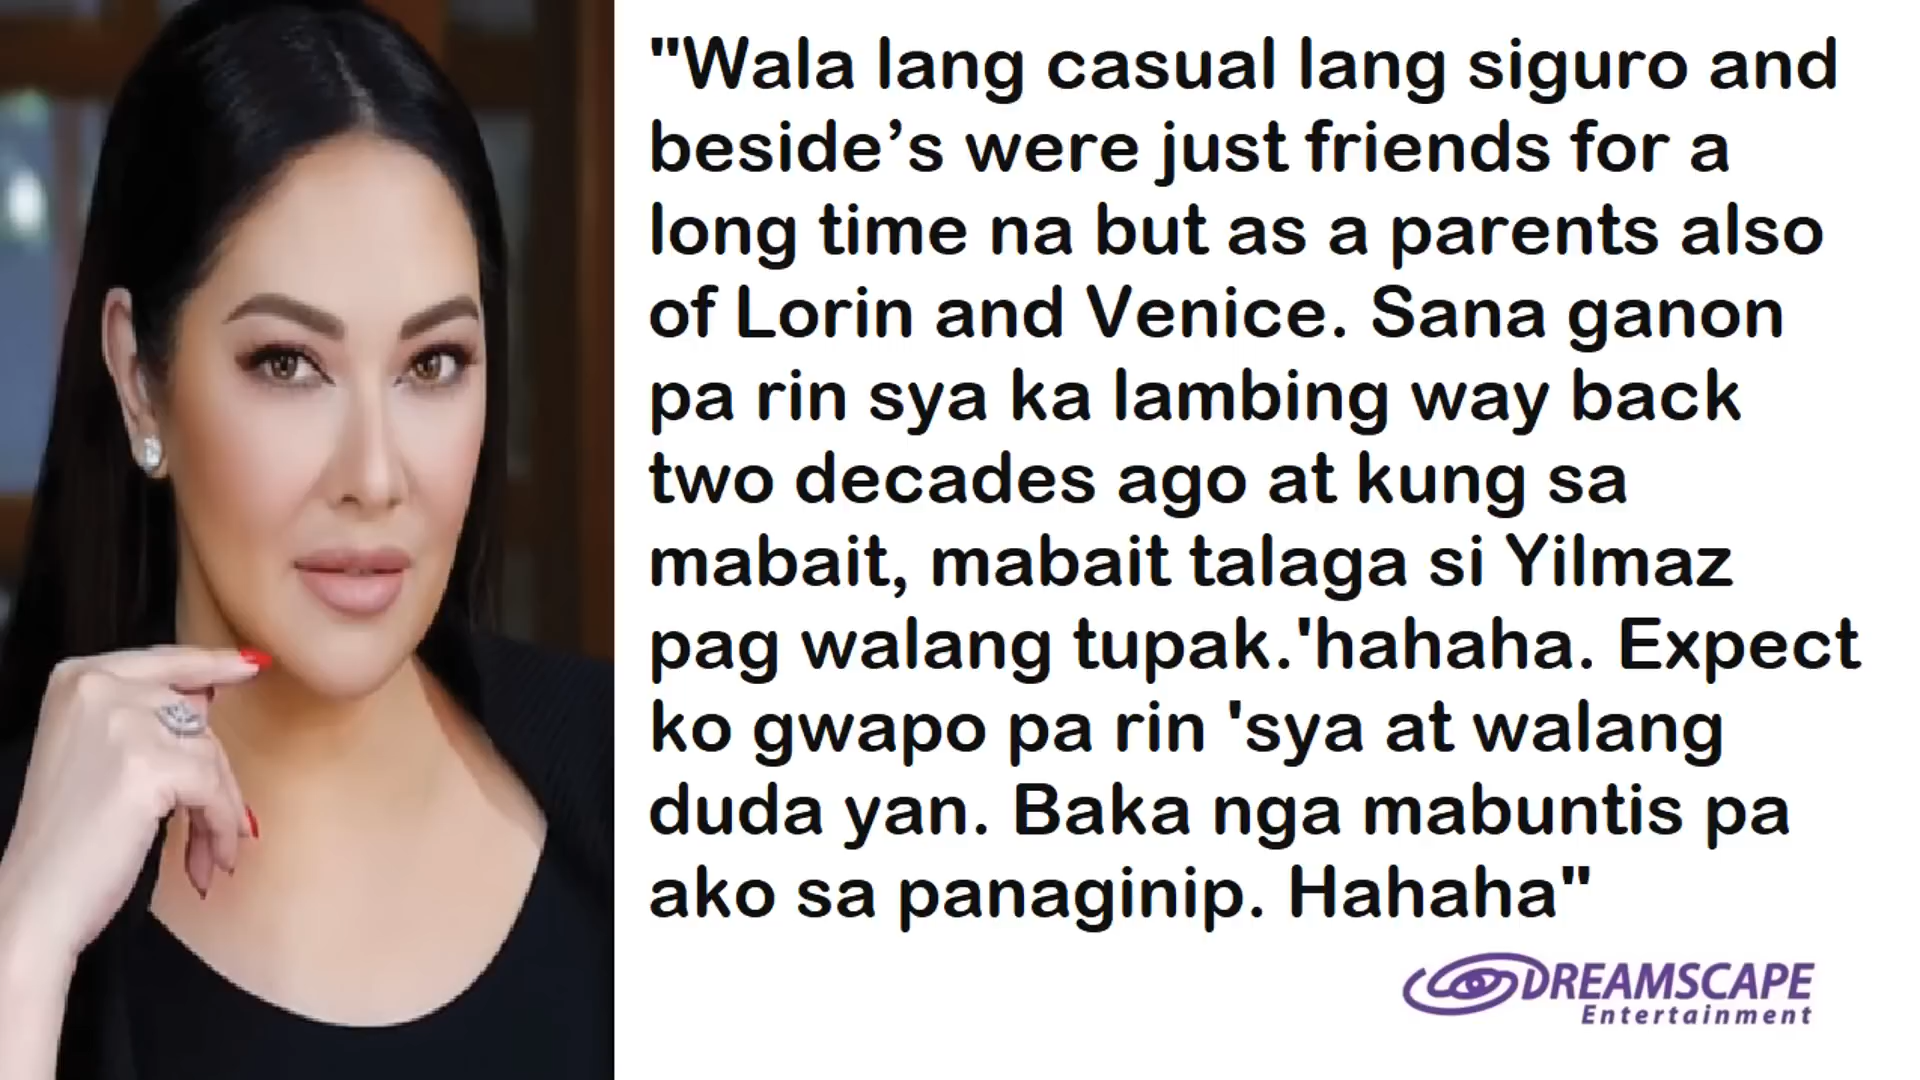 "Wala lang casual lang siguro and
beside’s were just friends for a
long time na but as a parents also
of Lorin and Venice. Sana ganon
pa rin sya ka lambing way back
two decades ago at kung sa
mabait, mabait talaga si Yilmaz
pag walang tupak.'hahaha. Expect
ko gwapo pa rin 'sya at walang
duda yan. Baka nga mabuntis pa
ako sa panaginip. Hahaha"
DREAMSCAPE
Entertainment